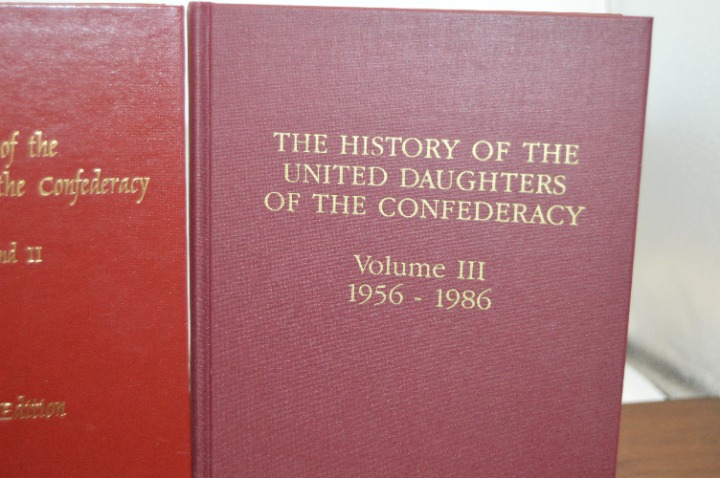 of the
the Confederacy
nd II
Edition
THE HISTORY OF THE
UNITED DAUGHTERS
OF THE CONFEDERACY
Volume III
1956 - 1986